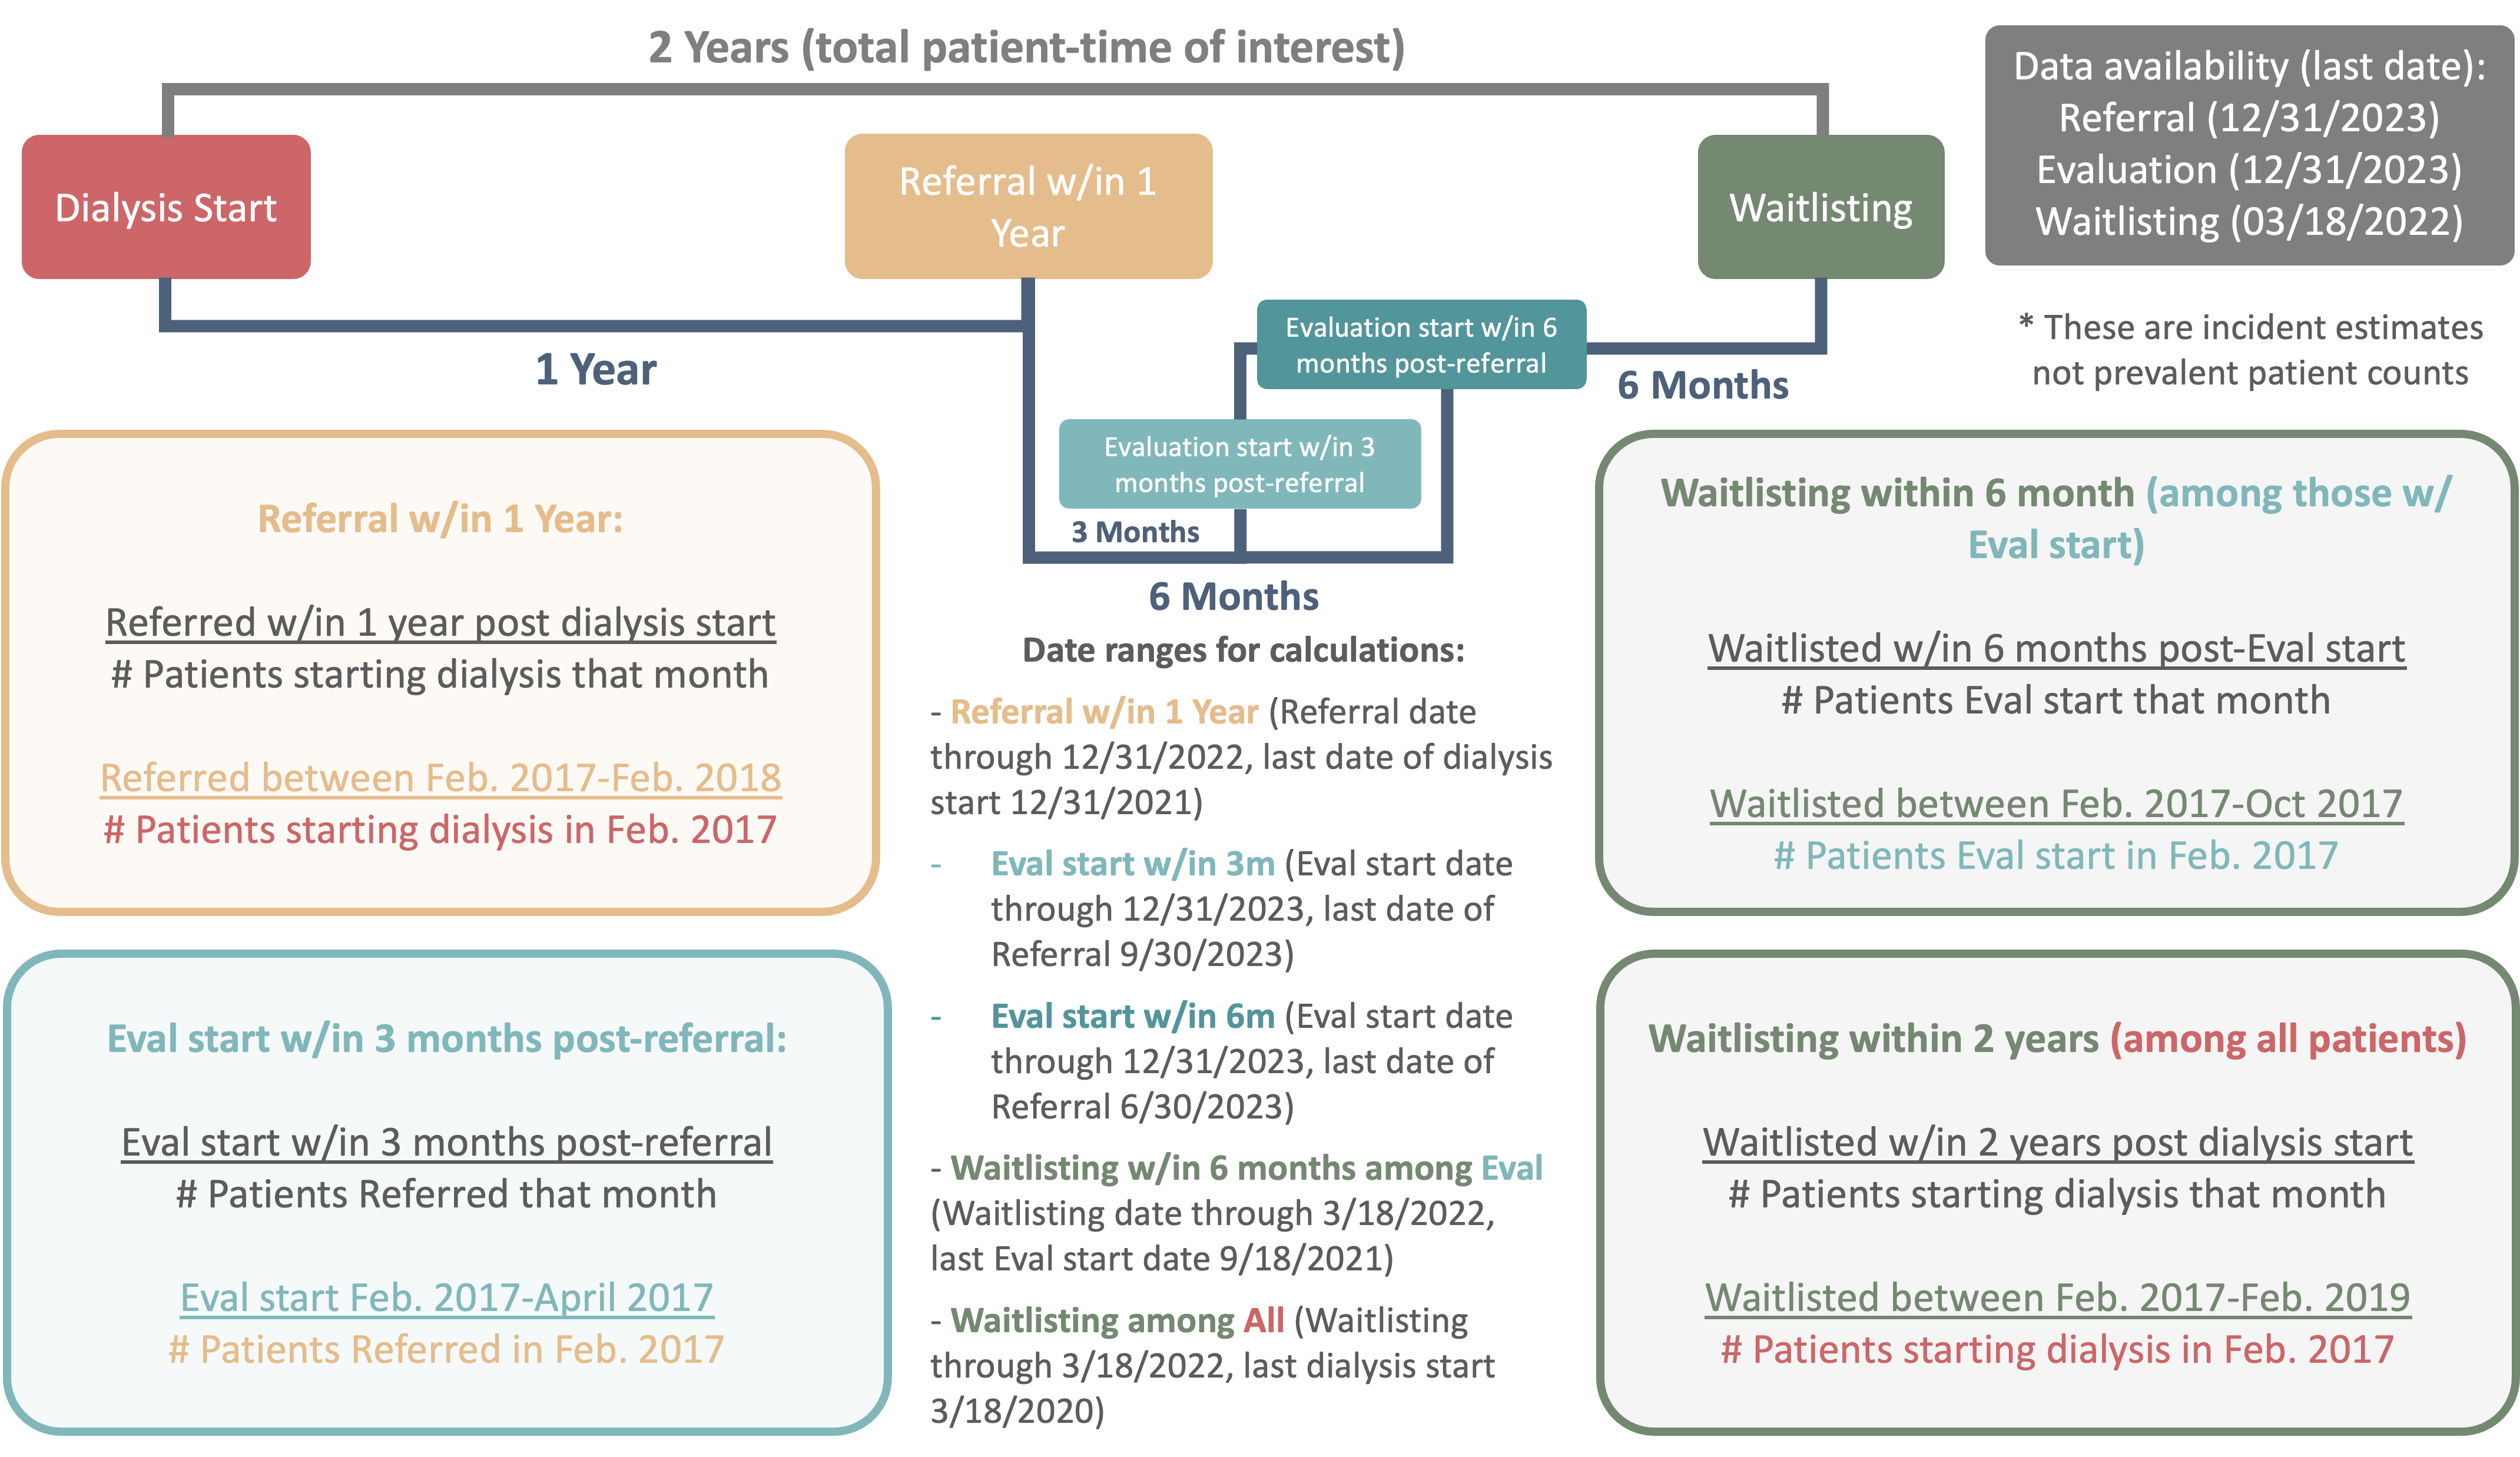 2 Years (total patient-time of interest)
Data availability (last date):
Referral (12/31/2023)
Evaluation (12/31/2023)
Waitlisting (03/18/2022)
Dialysis Start
Referral w/in 1
Year
Waitlisting
* These are incident estimates
not prevalent patient counts
1 Year
Evaluation start w/in 6
months post-referral
6 Months
Evaluation start w/in 3
months post-referral
3 Months
6 Months
Referral w/in 1 Year:
Referred w/in 1 year post dialysis start
# Patients starting dialysis that month
Referred between Feb. 2017-Feb. 2018
# Patients starting dialysis in Feb. 2017
Eval start w/in 3 months post-referral:
Eval start w/in 3 months post-referral
# Patients Referred that month
Eval start Feb. 2017-April 2017
# Patients Referred in Feb. 2017
Date ranges for calculations:
- Referral w/in 1 Year (Referral date
through 12/31/2022, last date of dialysis
start 12/31/2021)
- Eval start w/in 3m (Eval start date
through 12/31/2023, last date of
Referral 9/30/2023)
- Eval start w/in 6m (Eval start date
through 12/31/2023, last date of
Referral 6/30/2023)
- Waitlisting w/in 6 months among Eval
(Waitlisting date through 3/18/2022,
last Eval start date 9/18/2021)
- Waitlisting among All (Waitlisting
through 3/18/2022, last dialysis start
3/18/2020)
Waitlisting within 6 month (among those w/
Eval start)
Waitlisted w/in 6 months post-Eval start
# Patients Eval start that month
Waitlisted between Feb. 2017-Oct 2017
# Patients Eval start in Feb. 2017
Waitlisting within 2 years (among all patients)
Waitlisted w/in 2 years post dialysis start
# Patients starting dialysis that month
Waitlisted between Feb. 2017-Feb. 2019
# Patients starting dialysis in Feb. 2017